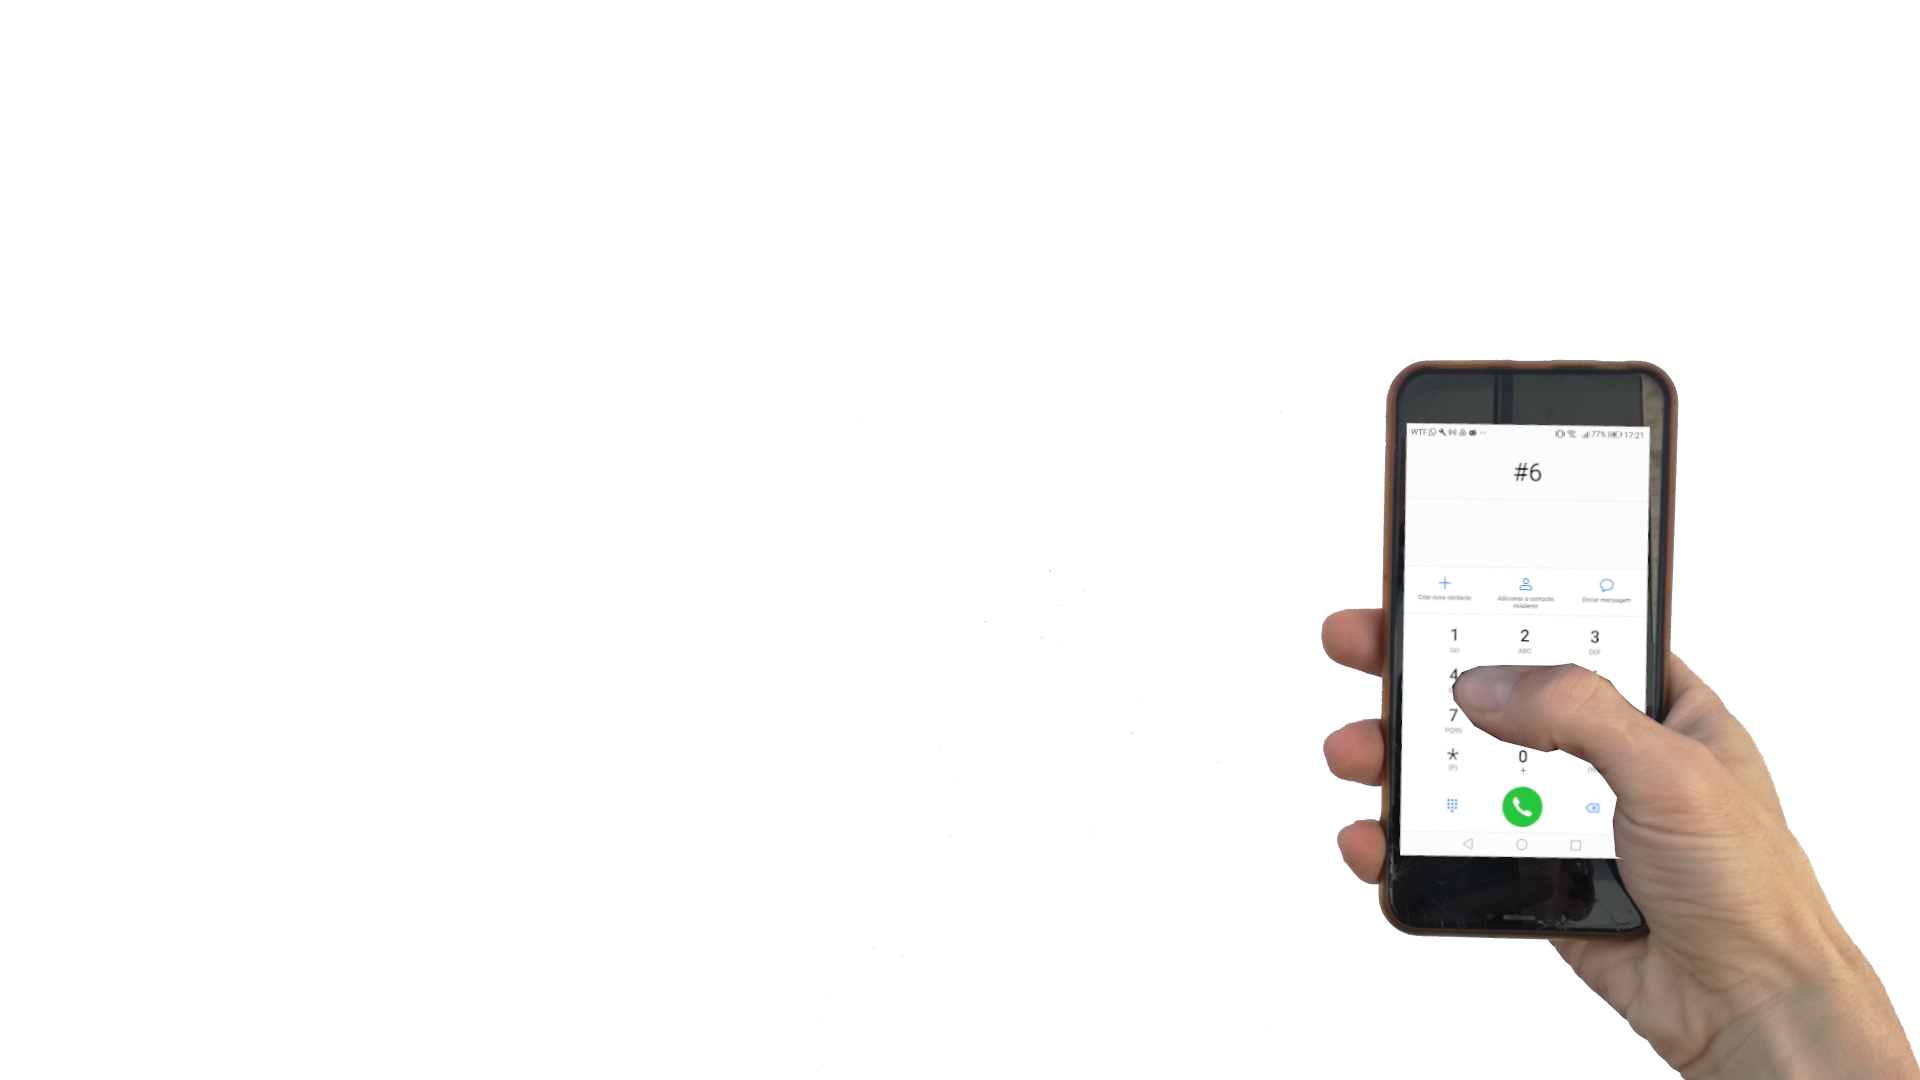 WTF 77% 17:21
#6
Criar novo contacto
Adicionar a contacto
existente
Enviar mensagem
1 2 3
GO ABC DEF
4
7
PQRS
* 0
(P) +